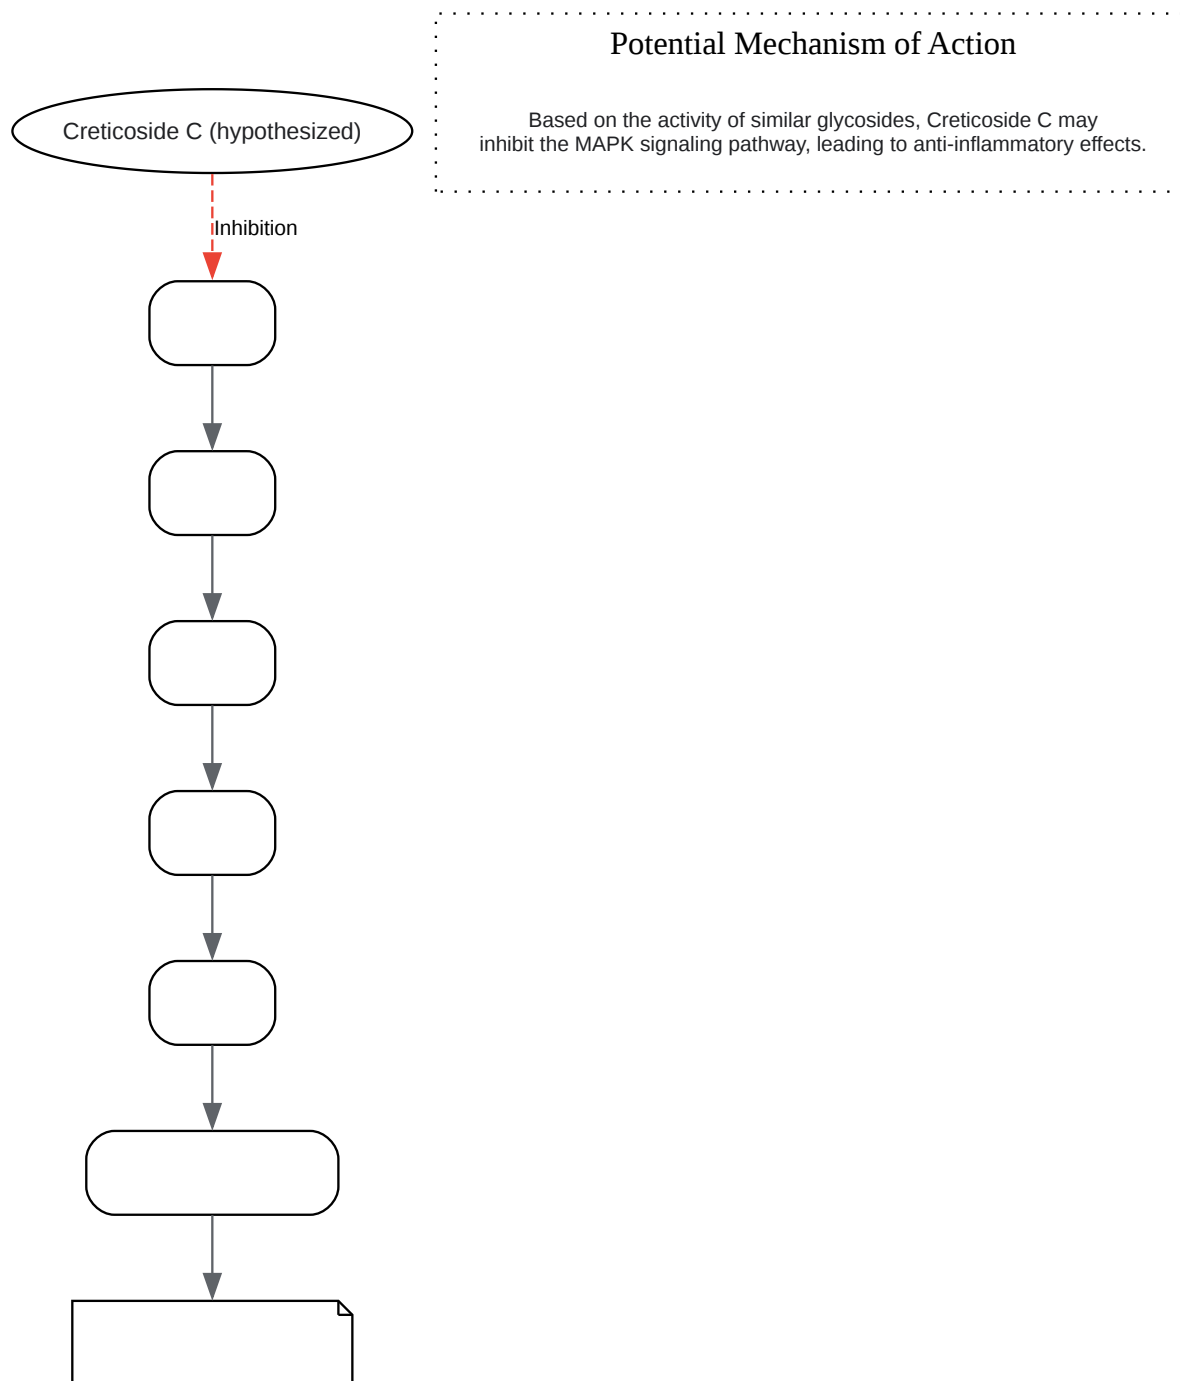 Potential Mechanism of Action
Creticoside C (hypothesized)
Based on the activity of similar glycosides, Creticoside C may
inhibit the MAPK signaling pathway, leading to anti-inflammatory effects.
Inhibition